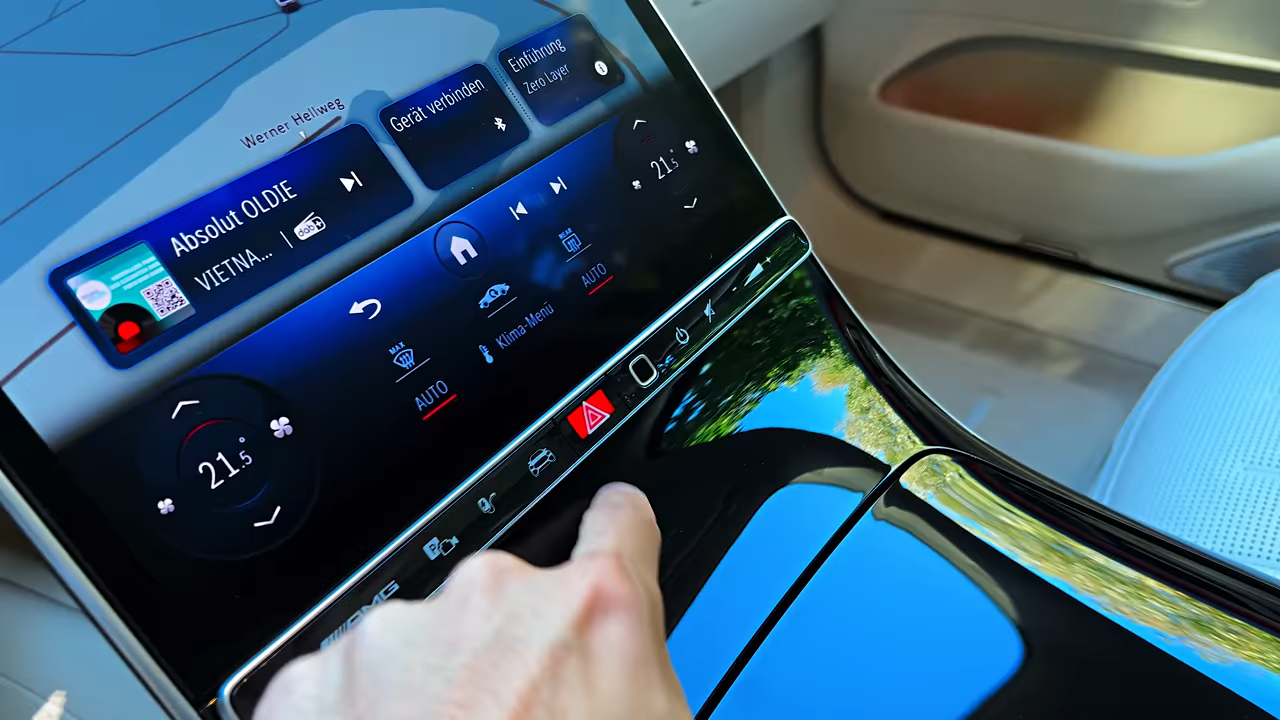 Werner Hellweg
Einführung
Zero Layer
Gerät verbinden
Absolut OLDIE
VIETNA...
dab+
21.5
REAR
AUTO
MAX
Klima-Menü
AUTO
21.5
P
AMG